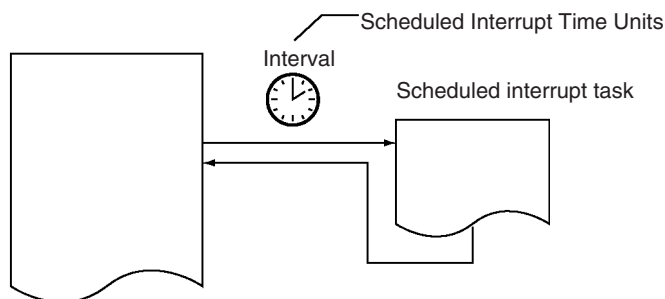 Scheduled Interrupt Time Units
Interval
Scheduled interrupt task